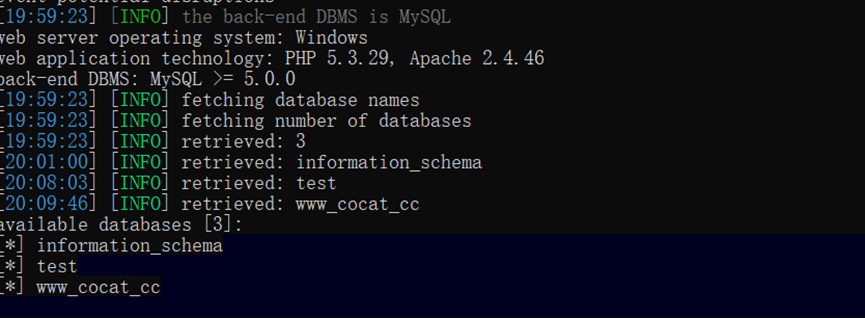 event potential disruptions
[19:59:23] [INFO] the back-end DBMS is MySQL
web server operating system: Windows
web application technology: PHP 5.3.29, Apache 2.4.46
back-end DBMS: MySQL >= 5.0.0
[19:59:23] [INFO] fetching database names
[19:59:23] [INFO] fetching number of databases
[19:59:23] [INFO] retrieved: 3
[20:01:00] [INFO] retrieved: information_schema
[20:08:03] [INFO] retrieved: test
[20:09:46] [INFO] retrieved: www_cocat_cc
available databases [3]:
[*] information_schema
[*] test
[*] www_cocat_cc